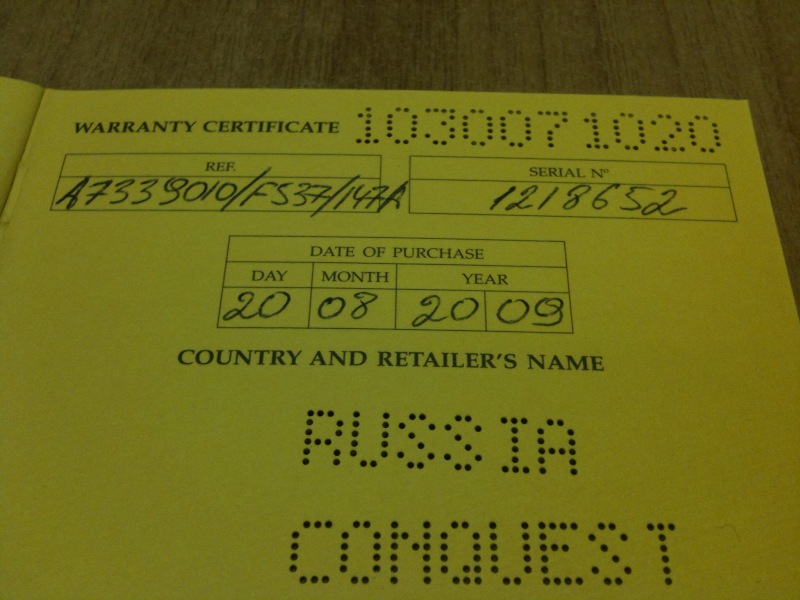 WARRANTY CERTIFICATE 1030071020
REF. SERIAL Nº
A7339010/F537/147A 1218652
DATE OF PURCHASE
DAY MONTH YEAR
20 08 20 09
COUNTRY AND RETAILER'S NAME
RUSSIA
CONQUEST